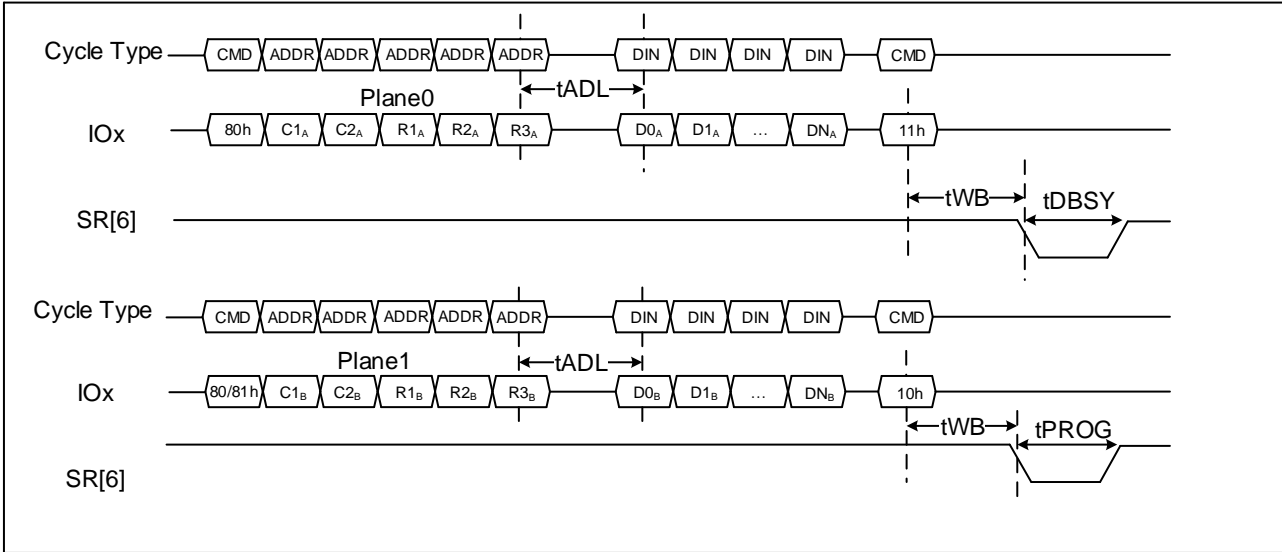 Cycle Type CMD ADDR ADDR ADDR ADDR ADDR DIN DIN DIN DIN CMD
Plane0 tADL
IOx 80h C1A C2A R1A R2A R3A D0A D1A ... DNA 11h
tWB tDBSY
SR[6]
Cycle Type CMD ADDR ADDR ADDR ADDR ADDR DIN DIN DIN DIN CMD
Plane1 tADL
IOx 80/81h C1B C2B R1B R2B R3B D0B D1B ... DNB 10h
tWB tPROG
SR[6]